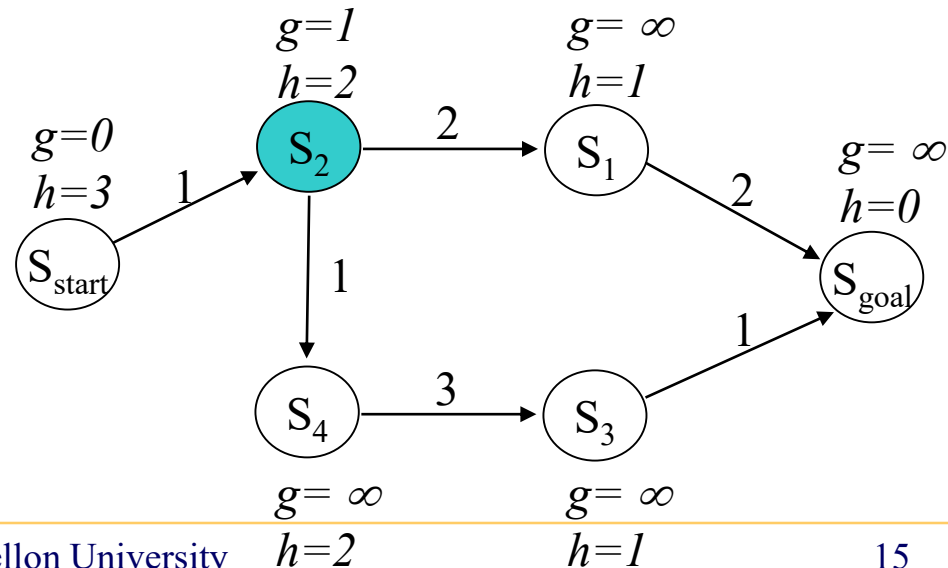 g=1
h=2
g= ∞
h=1
g=0
h=3
g= ∞
h=0
S2
2
S1
1
2
Sstart
1
Sgoal
1
S4
3
S3
g= ∞
h=2
g= ∞
h=1
ellon University
15